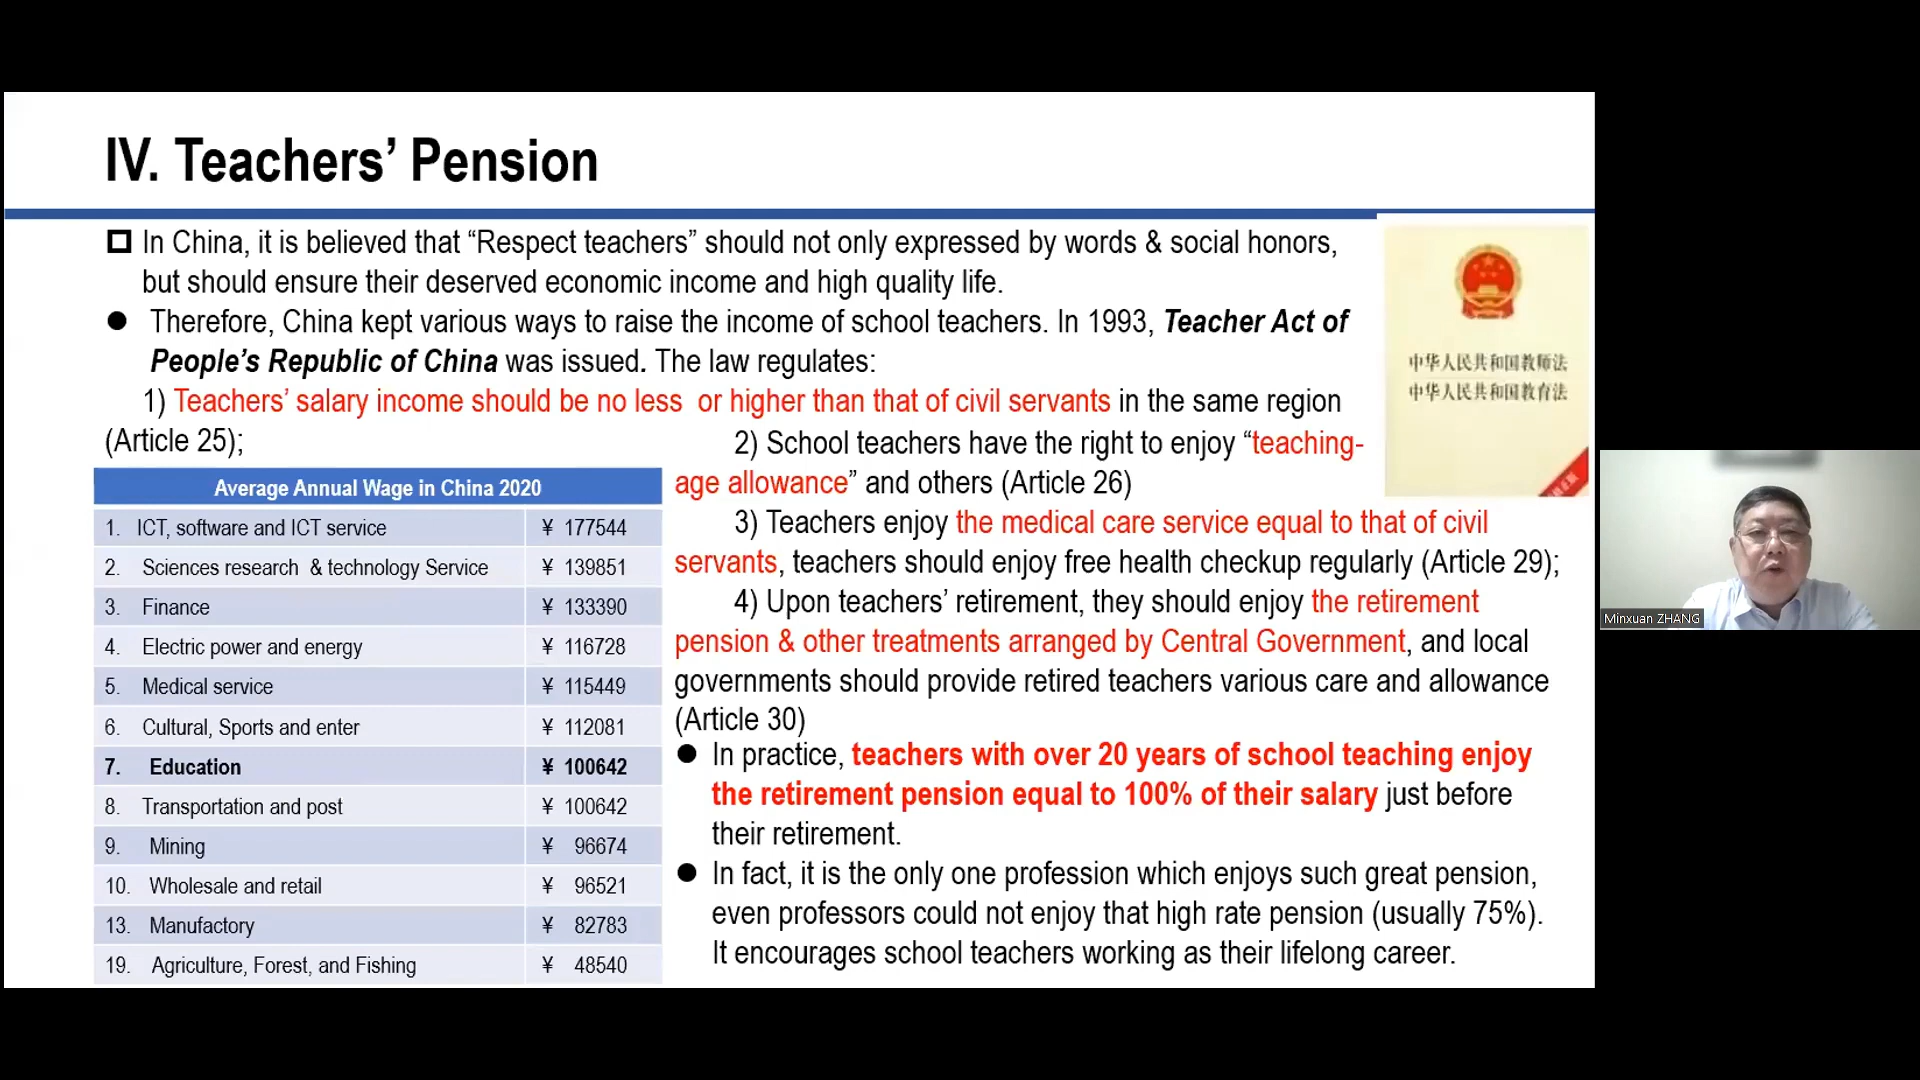 IV. Teachers’ Pension
In China, it is believed that “Respect teachers” should not only expressed by words & social honors,
but should ensure their deserved economic income and high quality life.
● Therefore, China kept various ways to raise the income of school teachers. In 1993, Teacher Act of
People’s Republic of China was issued. The law regulates:
1) Teachers’ salary income should be no less or higher than that of civil servants in the same region
(Article 25);
2) School teachers have the right to enjoy “teaching-
age allowance” and others (Article 26)
3) Teachers enjoy the medical care service equal to that of civil
servants, teachers should enjoy free health checkup regularly (Article 29);
4) Upon teachers’ retirement, they should enjoy the retirement
pension & other treatments arranged by Central Government, and local
governments should provide retired teachers various care and allowance
(Article 30)
● In practice, teachers with over 20 years of school teaching enjoy
the retirement pension equal to 100% of their salary just before
their retirement.
● In fact, it is the only one profession which enjoys such great pension,
even professors could not enjoy that high rate pension (usually 75%).
It encourages school teachers working as their lifelong career.
Average Annual Wage in China 2020
1. ICT, software and ICT service ¥ 177544
2. Sciences research & technology Service ¥ 139851
3. Finance ¥ 133390
4. Electric power and energy ¥ 116728
5. Medical service ¥ 115449
6. Cultural, Sports and enter ¥ 112081
7. Education ¥ 100642
8. Transportation and post ¥ 100642
9. Mining ¥ 96674
10. Wholesale and retail ¥ 96521
13. Manufactory ¥ 82783
19. Agriculture, Forest, and Fishing ¥ 48540
中华人民共和国教师法
中华人民共和国教育法
Minxuan ZHANG